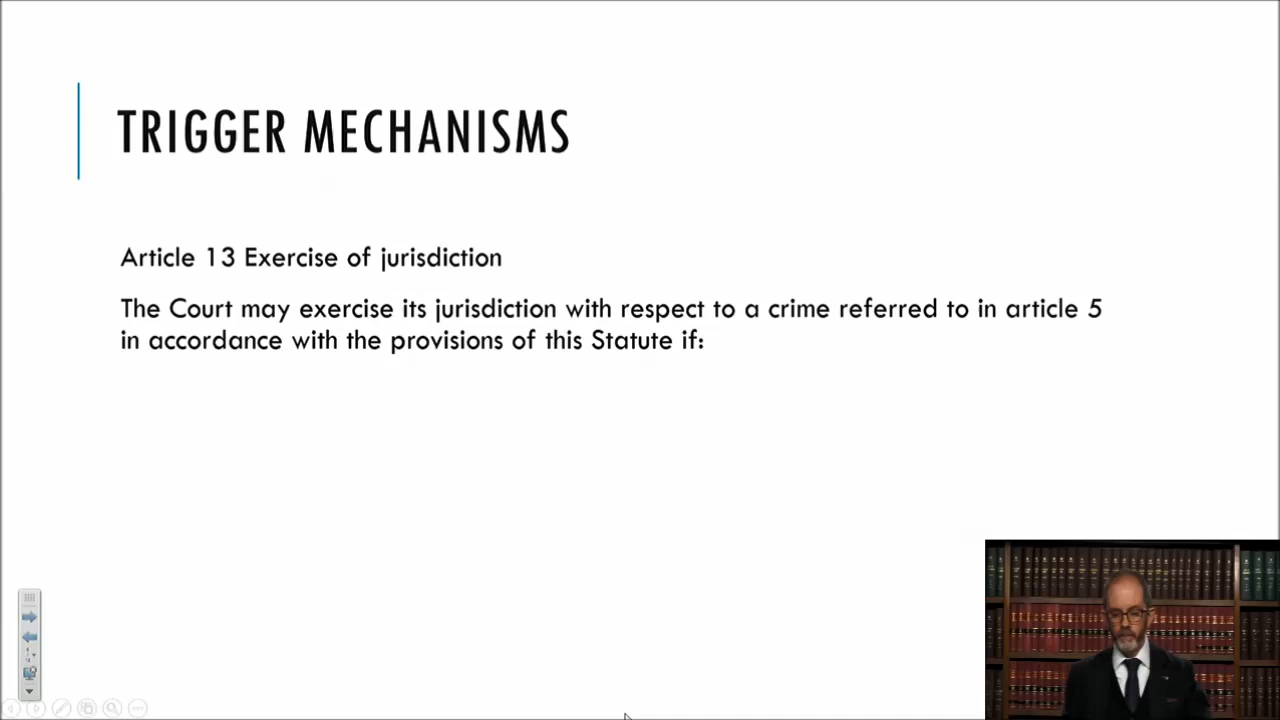 TRIGGER MECHANISMS
Article 13 Exercise of jurisdiction
The Court may exercise its jurisdiction with respect to a crime referred to in article 5
in accordance with the provisions of this Statute if: